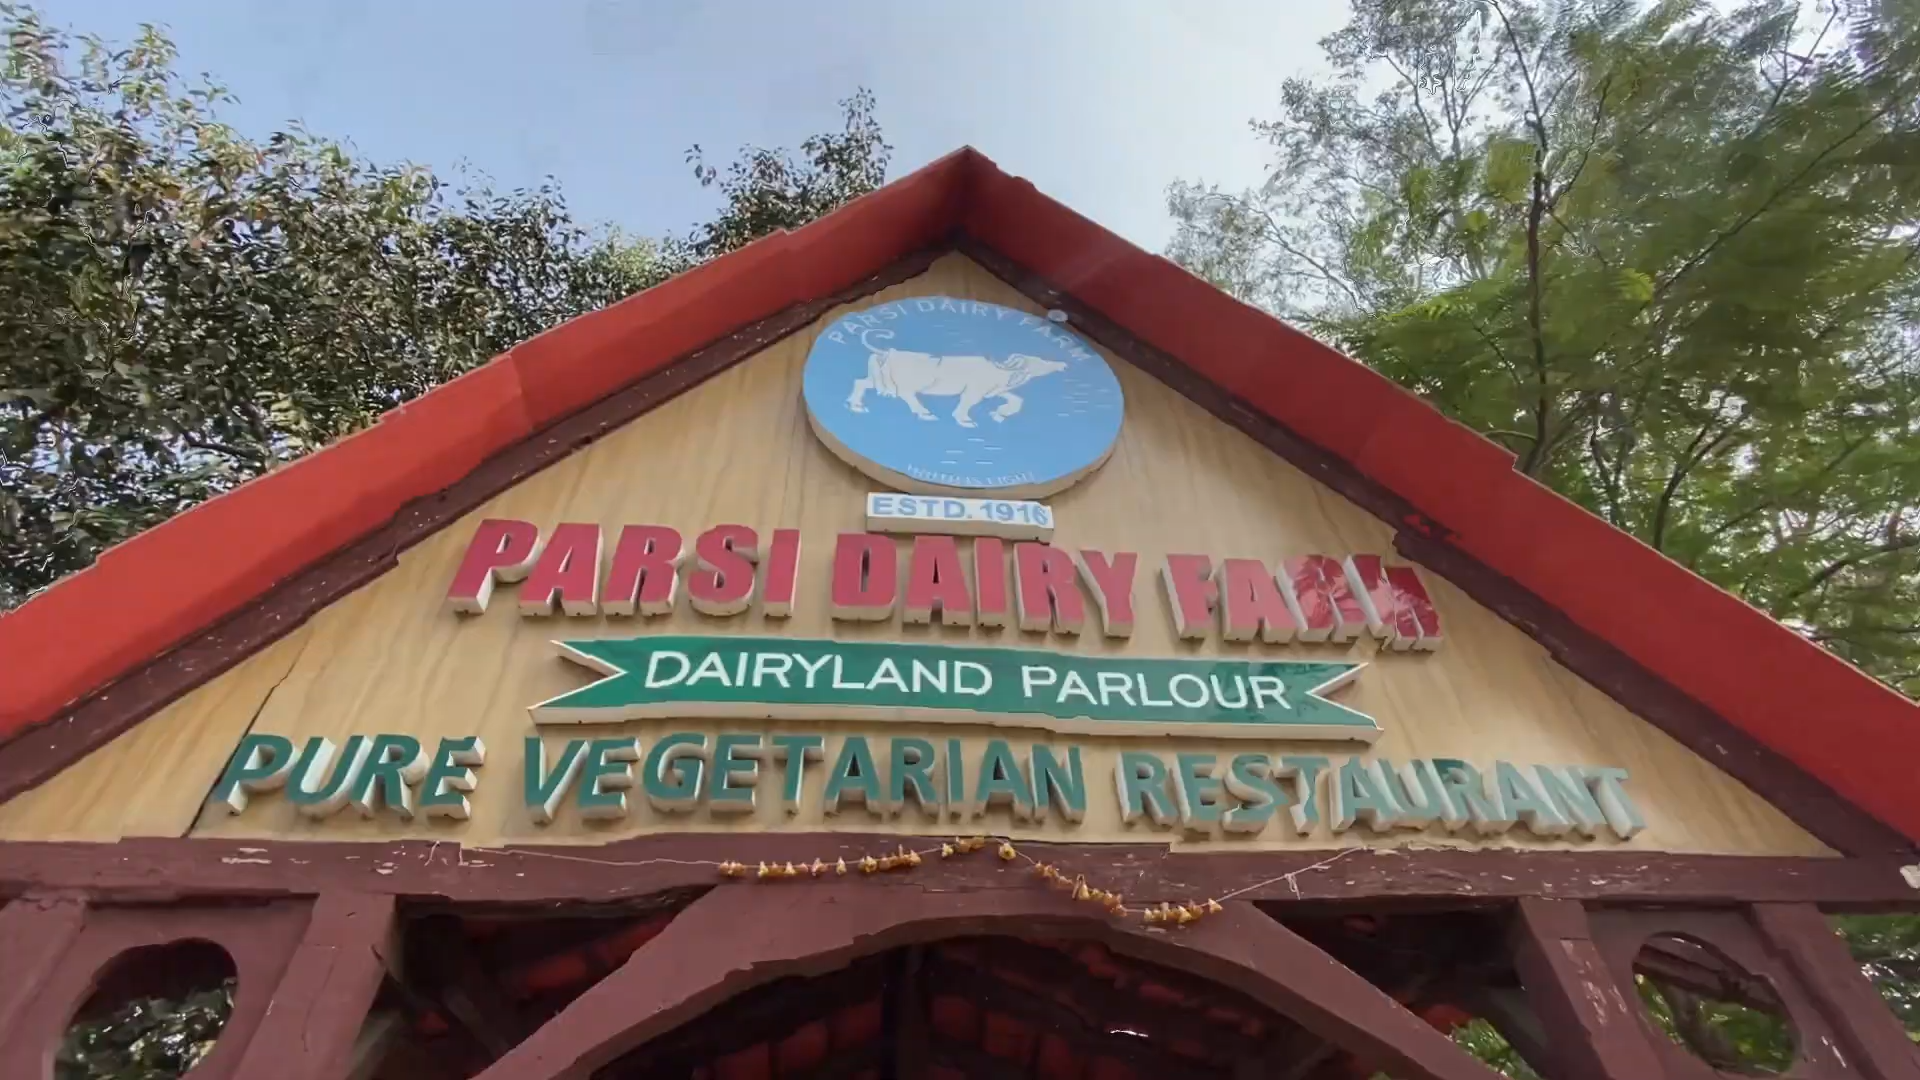 PARSI DAIRY FARM
ESTD. 1916
PARSI DAIRY FARM
DAIRYLAND PARLOUR
PURE VEGETARIAN RESTAURANT